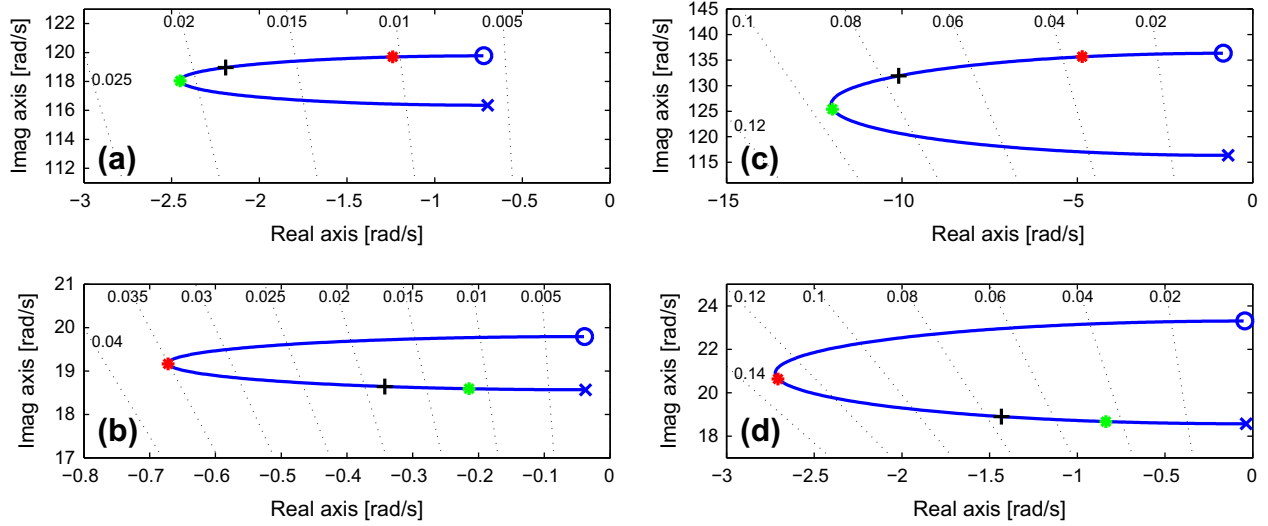 0.02 0.015 0.01 0.005
0.025
Imag axis [rad/s]
123
122
120
118
116
114
112
111
(a)
−3 −2.5 −2 −1.5 −1 −0.5 0
Real axis [rad/s]
0.1 0.08 0.06 0.04 0.02
0.12
Imag axis [rad/s]
145
140
135
130
125
120
115
(c)
−15 −10 −5 0
Real axis [rad/s]
0.035 0.03 0.025 0.02 0.015 0.01 0.005
0.04
Imag axis [rad/s]
21
20
19
18
17
(b)
−0.8 −0.7 −0.6 −0.5 −0.4 −0.3 −0.2 −0.1 0
Real axis [rad/s]
0.12 0.1 0.08 0.06 0.04 0.02
0.14
Imag axis [rad/s]
24
22
20
18
(d)
−3 −2.5 −2 −1.5 −1 −0.5 0
Real axis [rad/s]